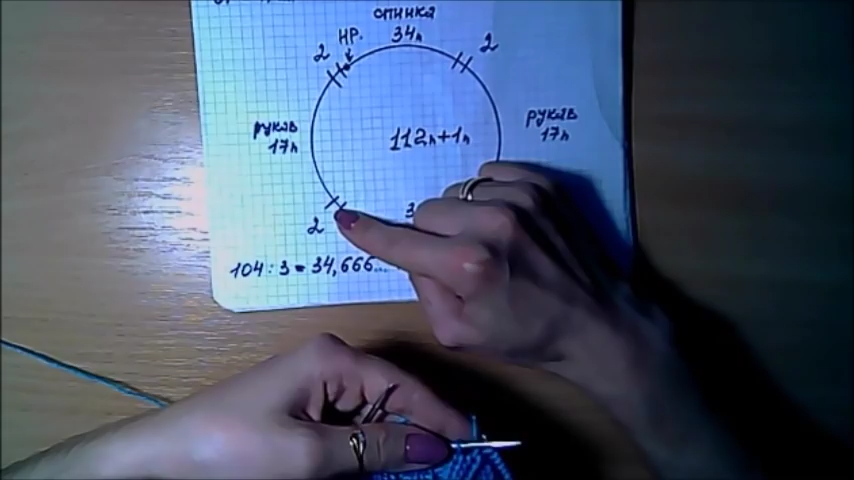 спинка
НР. 34п
2
2
рукав
17п
рукав
17п
112п+1п
2
3
104 : 3 = 34,666...